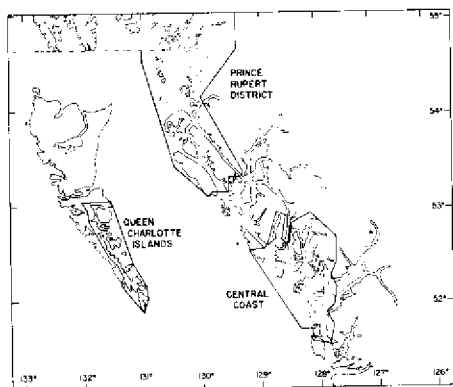 55°
PRINCE
RUPERT
DISTRICT
54°
53°
QUEEN
CHARLOTTE
ISLANDS
CENTRAL
COAST
52°
133° 132° 131° 130° 129° 128° 127° 126°